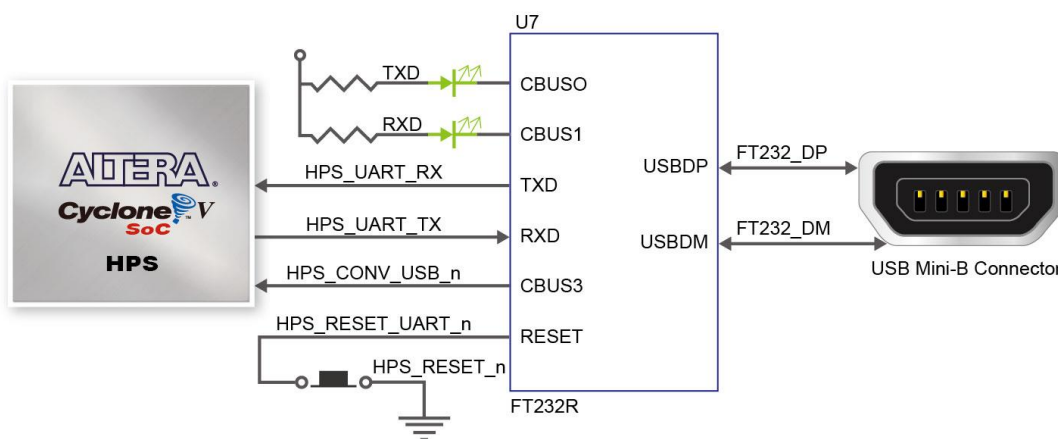 U7
TXD
CBUSO
RXD
CBUS1
ALTERA.
Cyclone V
SoC
HPS
HPS_UART_RX
TXD
HPS_UART_TX
RXD
HPS_CONV_USB_n
CBUS3
HPS_RESET_UART_n
RESET
HPS_RESET_n
FT232R
USBDP
FT232_DP
USBDM
FT232_DM
USB Mini-B Connector